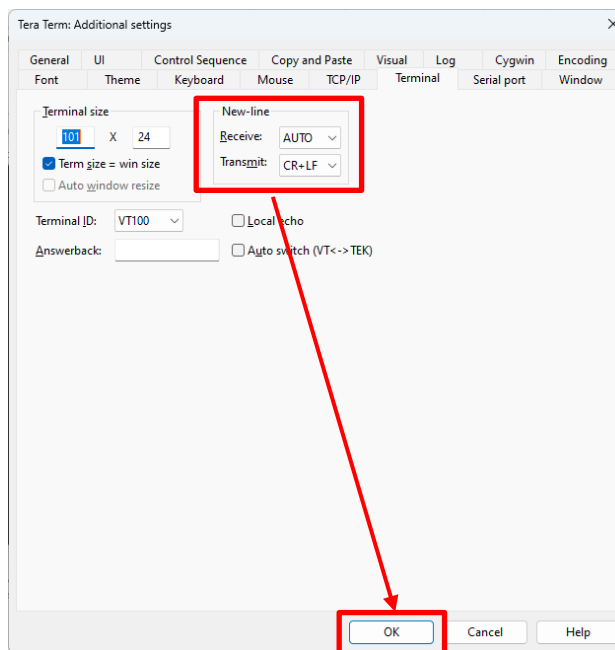 Tera Term: Additional settings
General UI Control Sequence Copy and Paste Visual Log Cygwin Encoding
Font Theme Keyboard Mouse TCP/IP Terminal Serial port Window
Terminal size
101 X 24
Term size = win size
Auto window resize
New-line
Receive: AUTO
Transmit: CR+LF
Terminal ID: VT100
Local echo
Answerback:
Auto switch (VT<->TEK)
OK Cancel Help